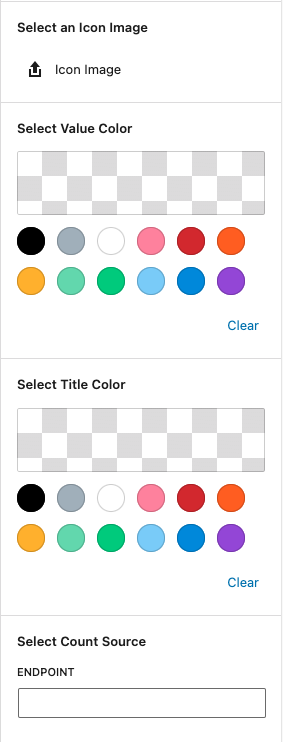 Select an Icon Image
Icon Image
Select Value Color
Clear
Select Title Color
Clear
Select Count Source
ENDPOINT